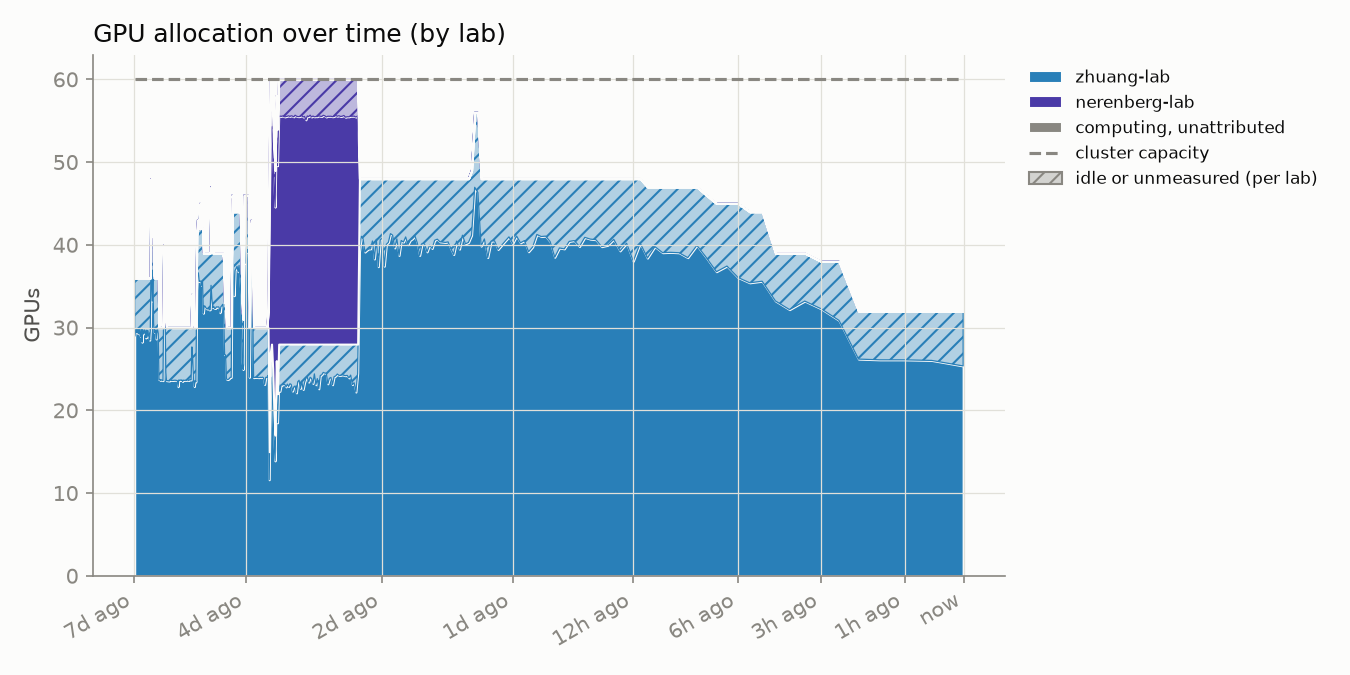 GPU allocation over time (by lab)
60
50
40
30
20
10
0
GPUs
7d ago
4d ago
2d ago
1d ago
12h ago
6h ago
3h ago
1h ago
now
zhuang-lab
nerenberg-lab
computing, unattributed
cluster capacity
idle or unmeasured (per lab)